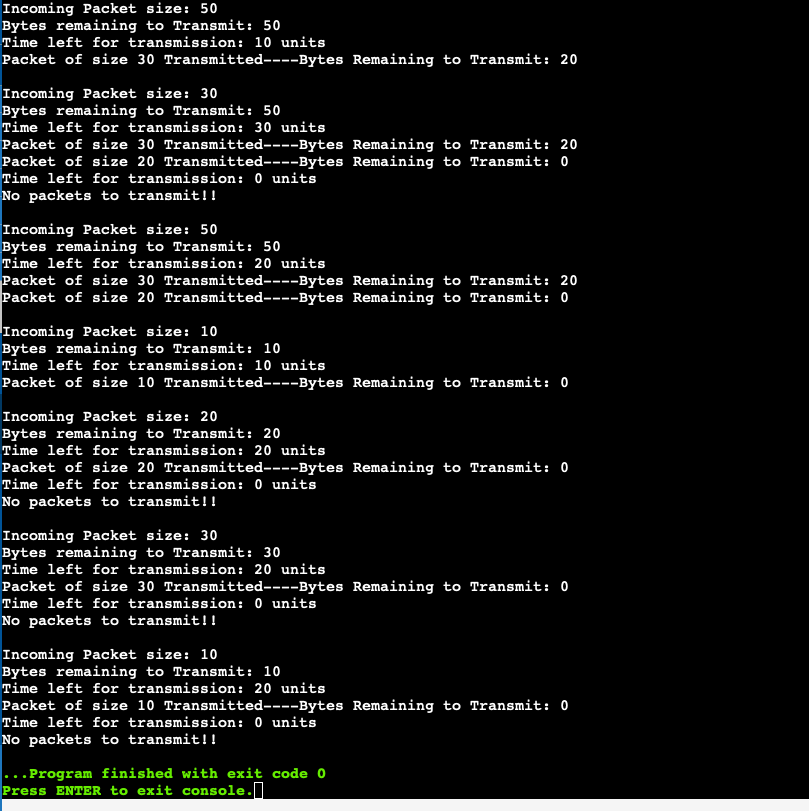 Incoming Packet size: 50
Bytes remaining to Transmit: 50
Time left for transmission: 10 units
Packet of size 30 Transmitted----Bytes Remaining to Transmit: 20
Incoming Packet size: 30
Bytes remaining to Transmit: 50
Time left for transmission: 30 units
Packet of size 30 Transmitted----Bytes Remaining to Transmit: 20
Packet of size 20 Transmitted----Bytes Remaining to Transmit: 0
Time left for transmission: 0 units
No packets to transmit!!
Incoming Packet size: 50
Bytes remaining to Transmit: 50
Time left for transmission: 20 units
Packet of size 30 Transmitted----Bytes Remaining to Transmit: 20
Packet of size 20 Transmitted----Bytes Remaining to Transmit: 0
Incoming Packet size: 10
Bytes remaining to Transmit: 10
Time left for transmission: 10 units
Packet of size 10 Transmitted----Bytes Remaining to Transmit: 0
Incoming Packet size: 20
Bytes remaining to Transmit: 20
Time left for transmission: 20 units
Packet of size 20 Transmitted----Bytes Remaining to Transmit: 0
Time left for transmission: 0 units
No packets to transmit!!
Incoming Packet size: 30
Bytes remaining to Transmit: 30
Time left for transmission: 20 units
Packet of size 30 Transmitted----Bytes Remaining to Transmit: 0
Time left for transmission: 0 units
No packets to transmit!!
Incoming Packet size: 10
Bytes remaining to Transmit: 10
Time left for transmission: 20 units
Packet of size 10 Transmitted----Bytes Remaining to Transmit: 0
Time left for transmission: 0 units
No packets to transmit!!
...Program finished with exit code 0
Press ENTER to exit console.